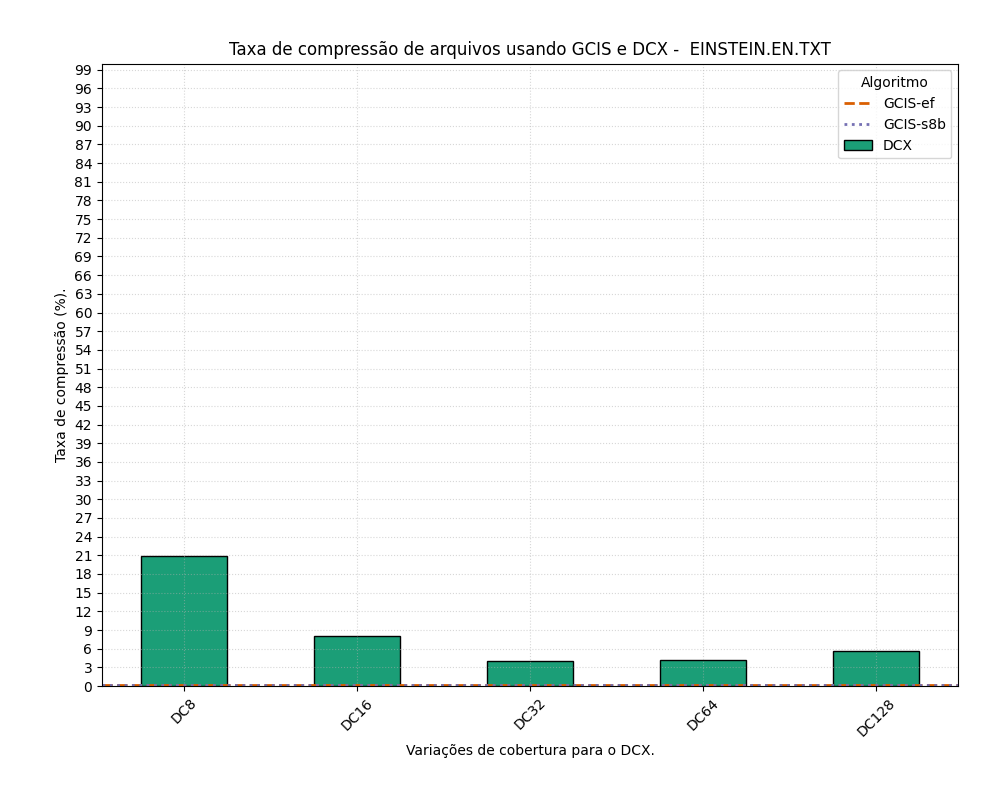 Taxa de compressão de arquivos usando GCIS e DCX -  EINSTEIN.EN.TXT
Algoritmo
GCIS-ef
GCIS-s8b
DCX
Taxa de compressão (%).
99
96
93
90
87
84
81
78
75
72
69
66
63
60
57
54
51
48
45
42
39
36
33
30
27
24
21
18
15
12
9
6
3
0
DC8
DC16
DC32
DC64
DC128
Variações de cobertura para o DCX.